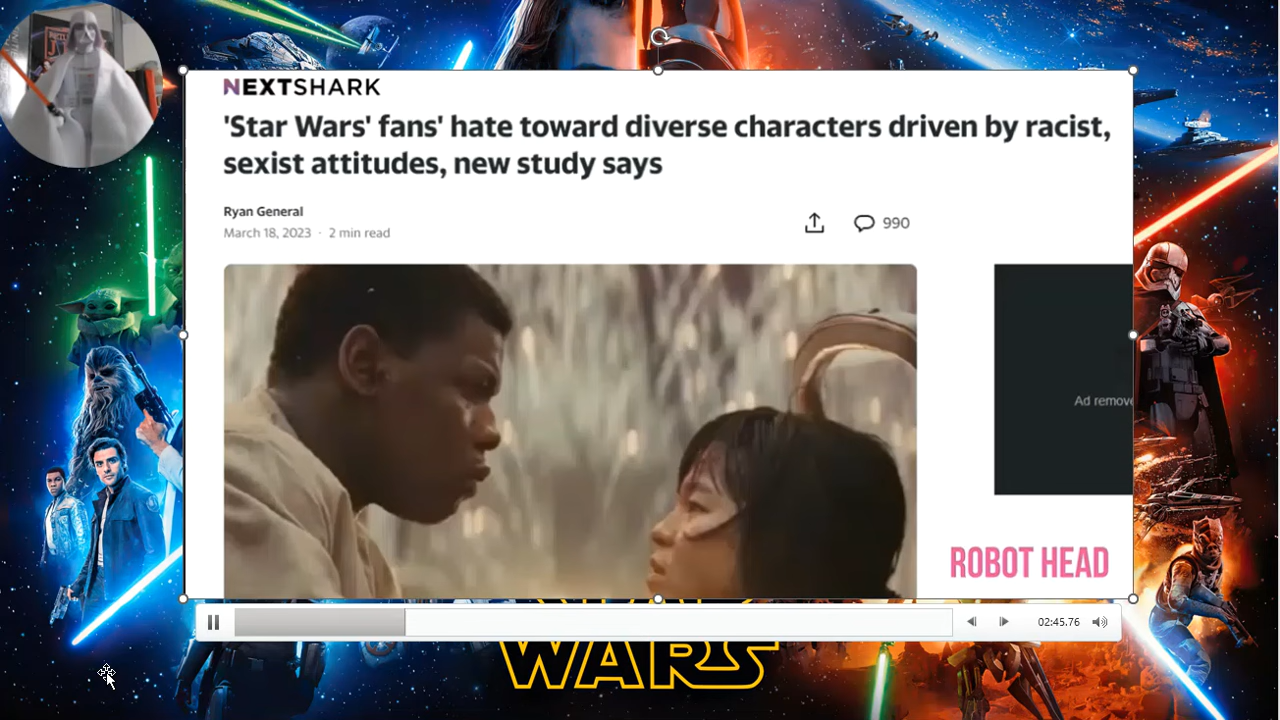 NEXTSHARK
'Star Wars' fans' hate toward diverse characters driven by racist,
sexist attitudes, new study says
Ryan General
March 18, 2023 · 2 min read
990
Ad remove
ROBOT HEAD
02:45.76
WARS